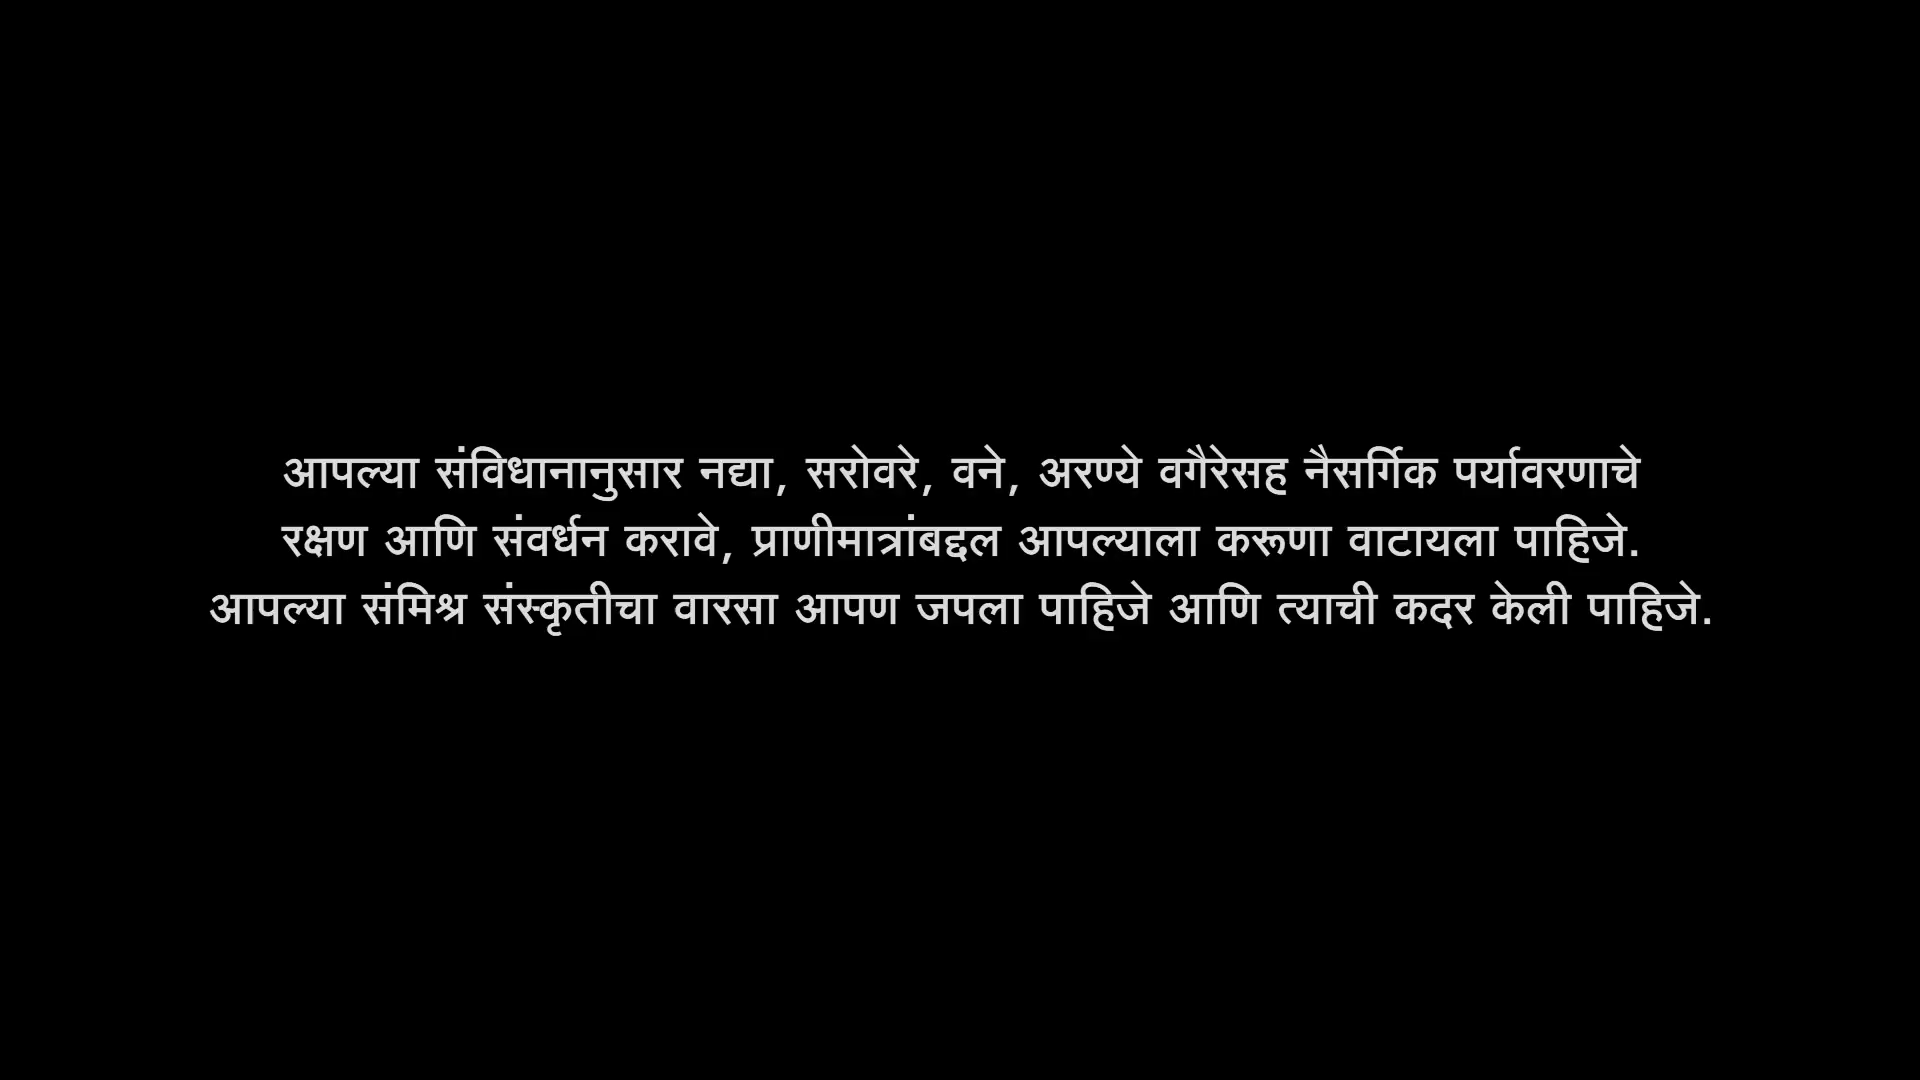 आपल्या संविधानानुसार नद्या, सरोवरे, वने, अरण्ये वगैरेसह नैसर्गिक पर्यावरणाचे
रक्षण आणि संवर्धन करावे, प्राणीमात्रांबद्दल आपल्याला करूणा वाटायला पाहिजे.
आपल्या संमिश्र संस्कृतीचा वारसा आपण जपला पाहिजे आणि त्याची कदर केली पाहिजे.